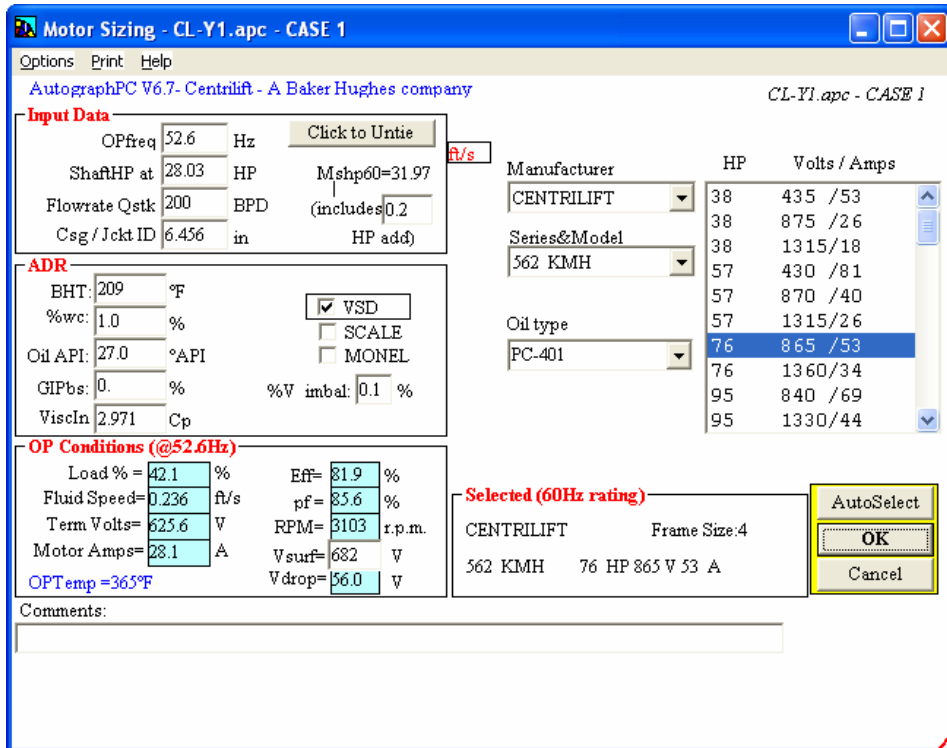 Motor Sizing - CL-Y1.apc - CASE 1
Options Print Help
AutographPC V6.7- Centrilift - A Baker Hughes company
CL-Y1.apc - CASE 1
Input Data
OPfreq 52.6 Hz
Click to Untie
ft/s
ShaftHP at 28.03 HP
Mshp60=31.97
Flowrate Qstk 200 BPD
(includes 0.2
Csg / Jckt ID 6.456 in
HP add)
Manufacturer
CENTRILIFT
Series&Model
562 KMH
Oil type
PC-401
HP Volts / Amps
38 435 /53
38 875 /26
38 1315/18
57 430 /81
57 870 /40
57 1315/26
76 865 /53
76 1360/34
95 840 /69
95 1330/44
ADR
BHT: 209 °F
%wc: 1.0 %
Oil API: 27.0 °API
GIPbs: 0. %
ViscIn 2.971 Cp
VSD
SCALE
MONEL
%V imbal: 0.1 %
OP Conditions (@52.6Hz)
Load % = 42.1 %
Eff= 81.9 %
Fluid Speed= 0.236 ft/s
pf= 85.6 %
Term Volts= 625.6 V
RPM= 3103 r.p.m.
Motor Amps= 28.1 A
Vsurf= 682 V
OPTemp =365°F
Vdrop= 56.0 V
Selected (60Hz rating)
CENTRILIFT Frame Size:4
562 KMH 76 HP 865 V 53 A
AutoSelect
OK
Cancel
Comments: